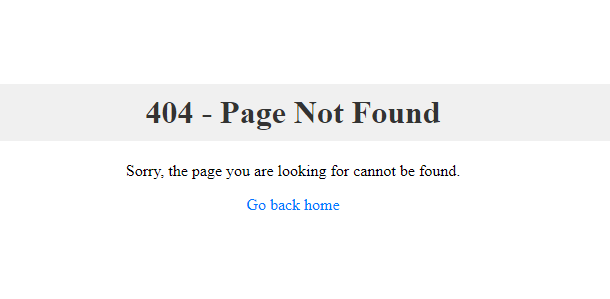 404 - Page Not Found
Sorry, the page you are looking for cannot be found.
Go back home